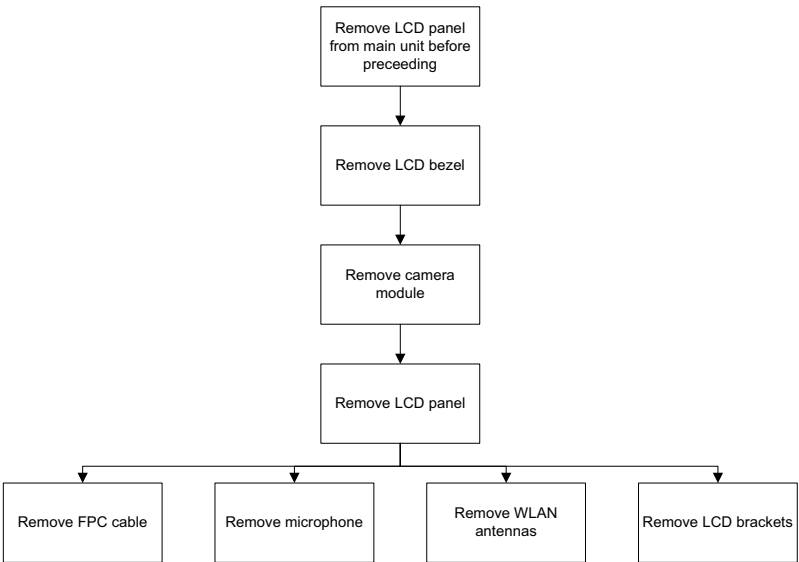 Remove LCD panel
from main unit before
preceeding
Remove LCD bezel
Remove camera
module
Remove LCD panel
Remove FPC cable
Remove microphone
Remove WLAN
antennas
Remove LCD brackets